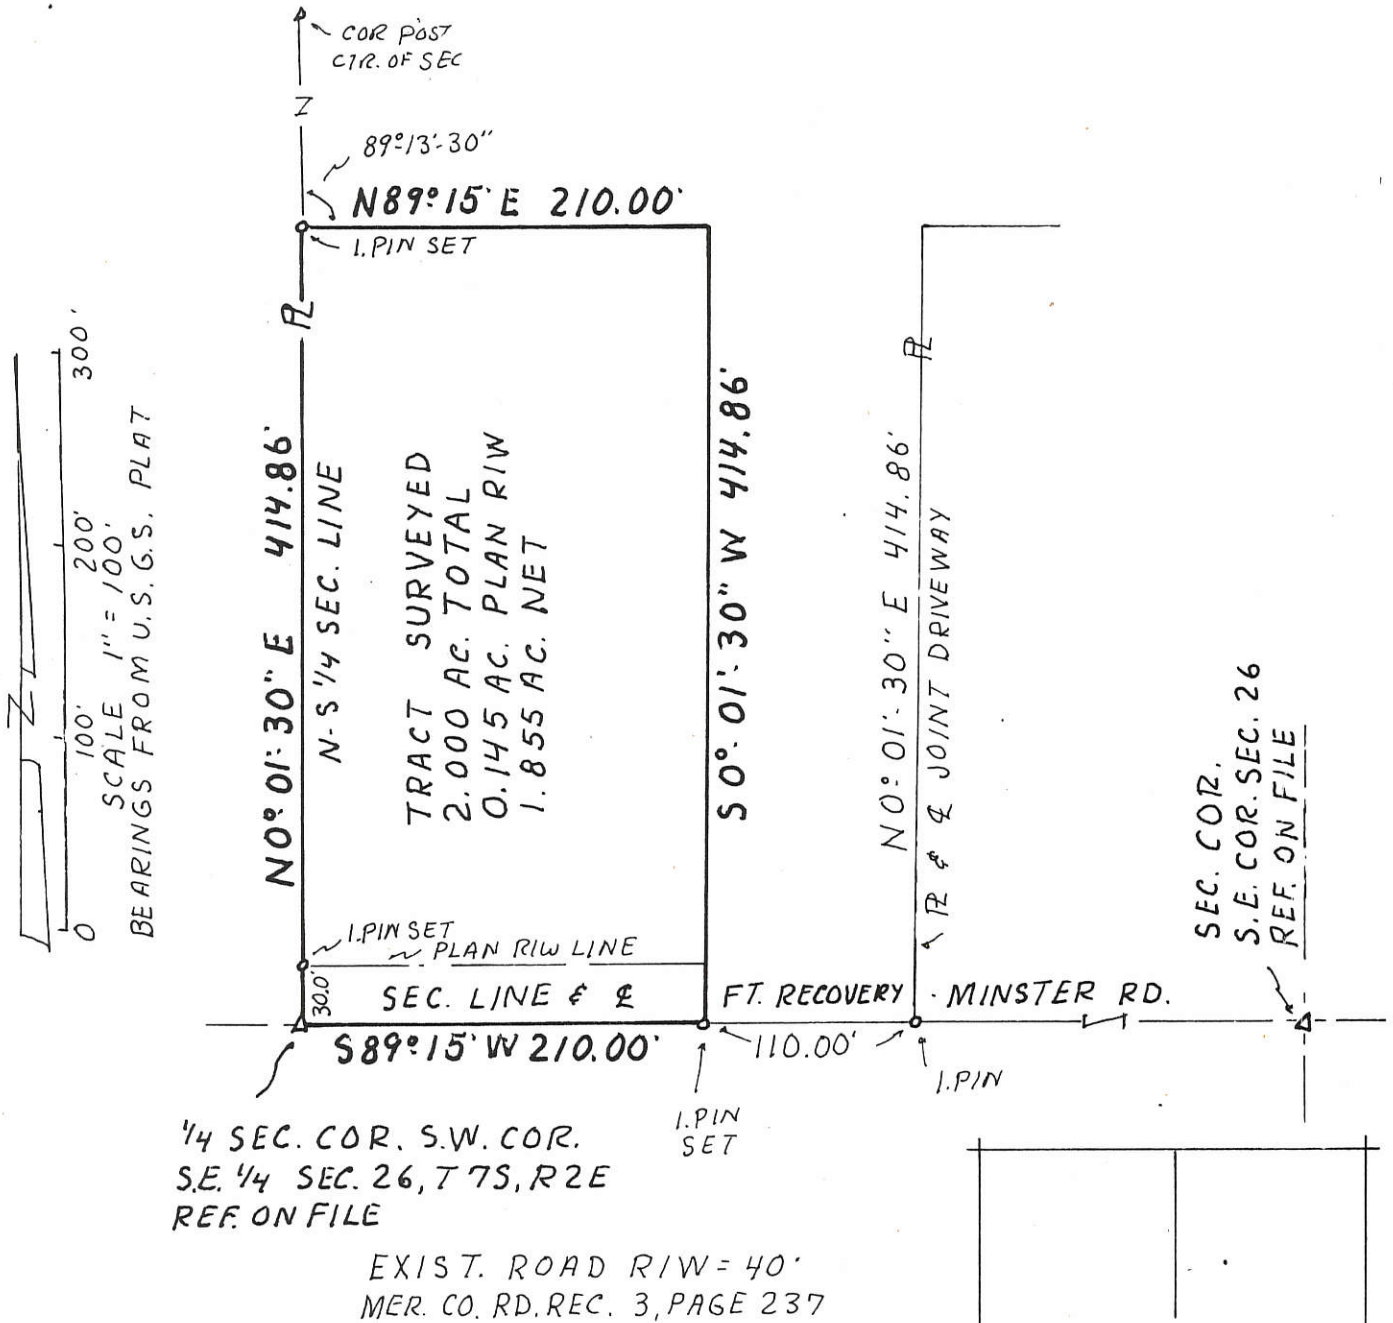 COR POST
CTR. OF SEC
Z
89°13'-30"
N89°15' E 210.00'
I.PIN SET
PL
PL
N0°01'-30" E 414.86'
N-S 1/4 SEC. LINE
TRACT SURVEYED
2.000 AC. TOTAL
0.145 AC. PLAN R/W
1.855 AC. NET
S0°-01'-30" W 414.86'
N0°-01'-30" E 414.86'
PL & ℄ JOINT DRIVEWAY
N
0 100' 200' 300'
SCALE 1" = 100'
BEARINGS FROM U.S.G.S. PLAT
SEC. COR.
S.E. COR. SEC. 26
REF. ON FILE
I.PIN SET
PLAN R/W LINE
30.0'
SEC. LINE & ℄ FT. RECOVERY - MINSTER RD.
S89°15' W 210.00'
110.00'
I.PIN
I.PIN
SET
1/4 SEC. COR. S.W. COR.
S.E. 1/4 SEC. 26, T7S, R2E
REF. ON FILE
EXIST. ROAD R/W = 40'
MER. CO. RD. REC. 3, PAGE 237